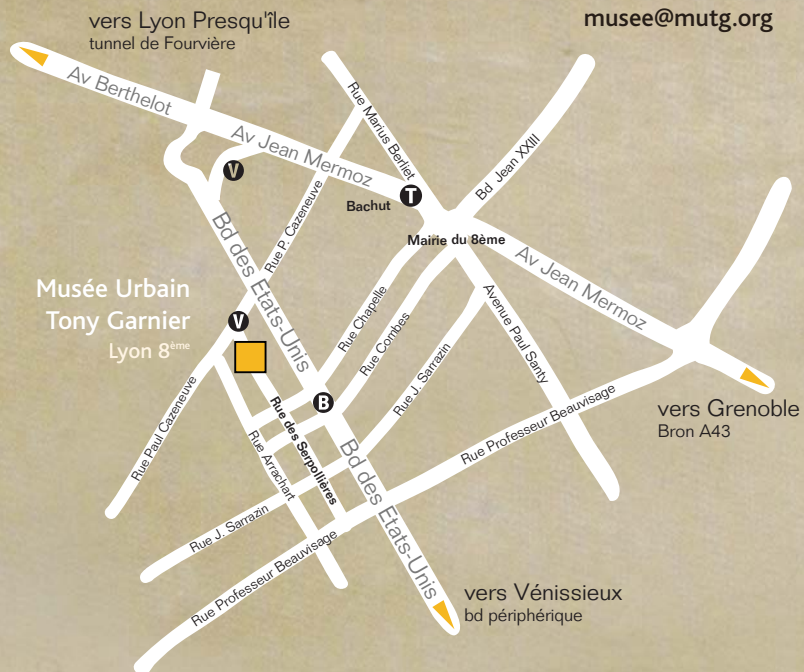 vers Lyon Presqu'île
tunnel de Fourvière
musee@mutg.org
Av Berthelot
Av Jean Mermoz
Rue Marius Berliet
Bd Jean XXIII
V
T
Bachut
Rue P. Cazeneuve
Mairie du 8ème
Av Jean Mermoz
Bd des Etats-Unis
Musée Urbain
Tony Garnier
Lyon 8ème
V
Rue Chapelle
Rue Combes
Avenue Paul Santy
Rue J. Sarrazin
B
Rue Paul Cazeneuve
Rue des Serpollières
Rue Arrachart
Rue Professeur Beauvisage
vers Grenoble
Bron A43
Bd des Etats-Unis
Rue J. Sarrazin
Rue Professeur Beauvisage
vers Vénissieux
bd périphérique